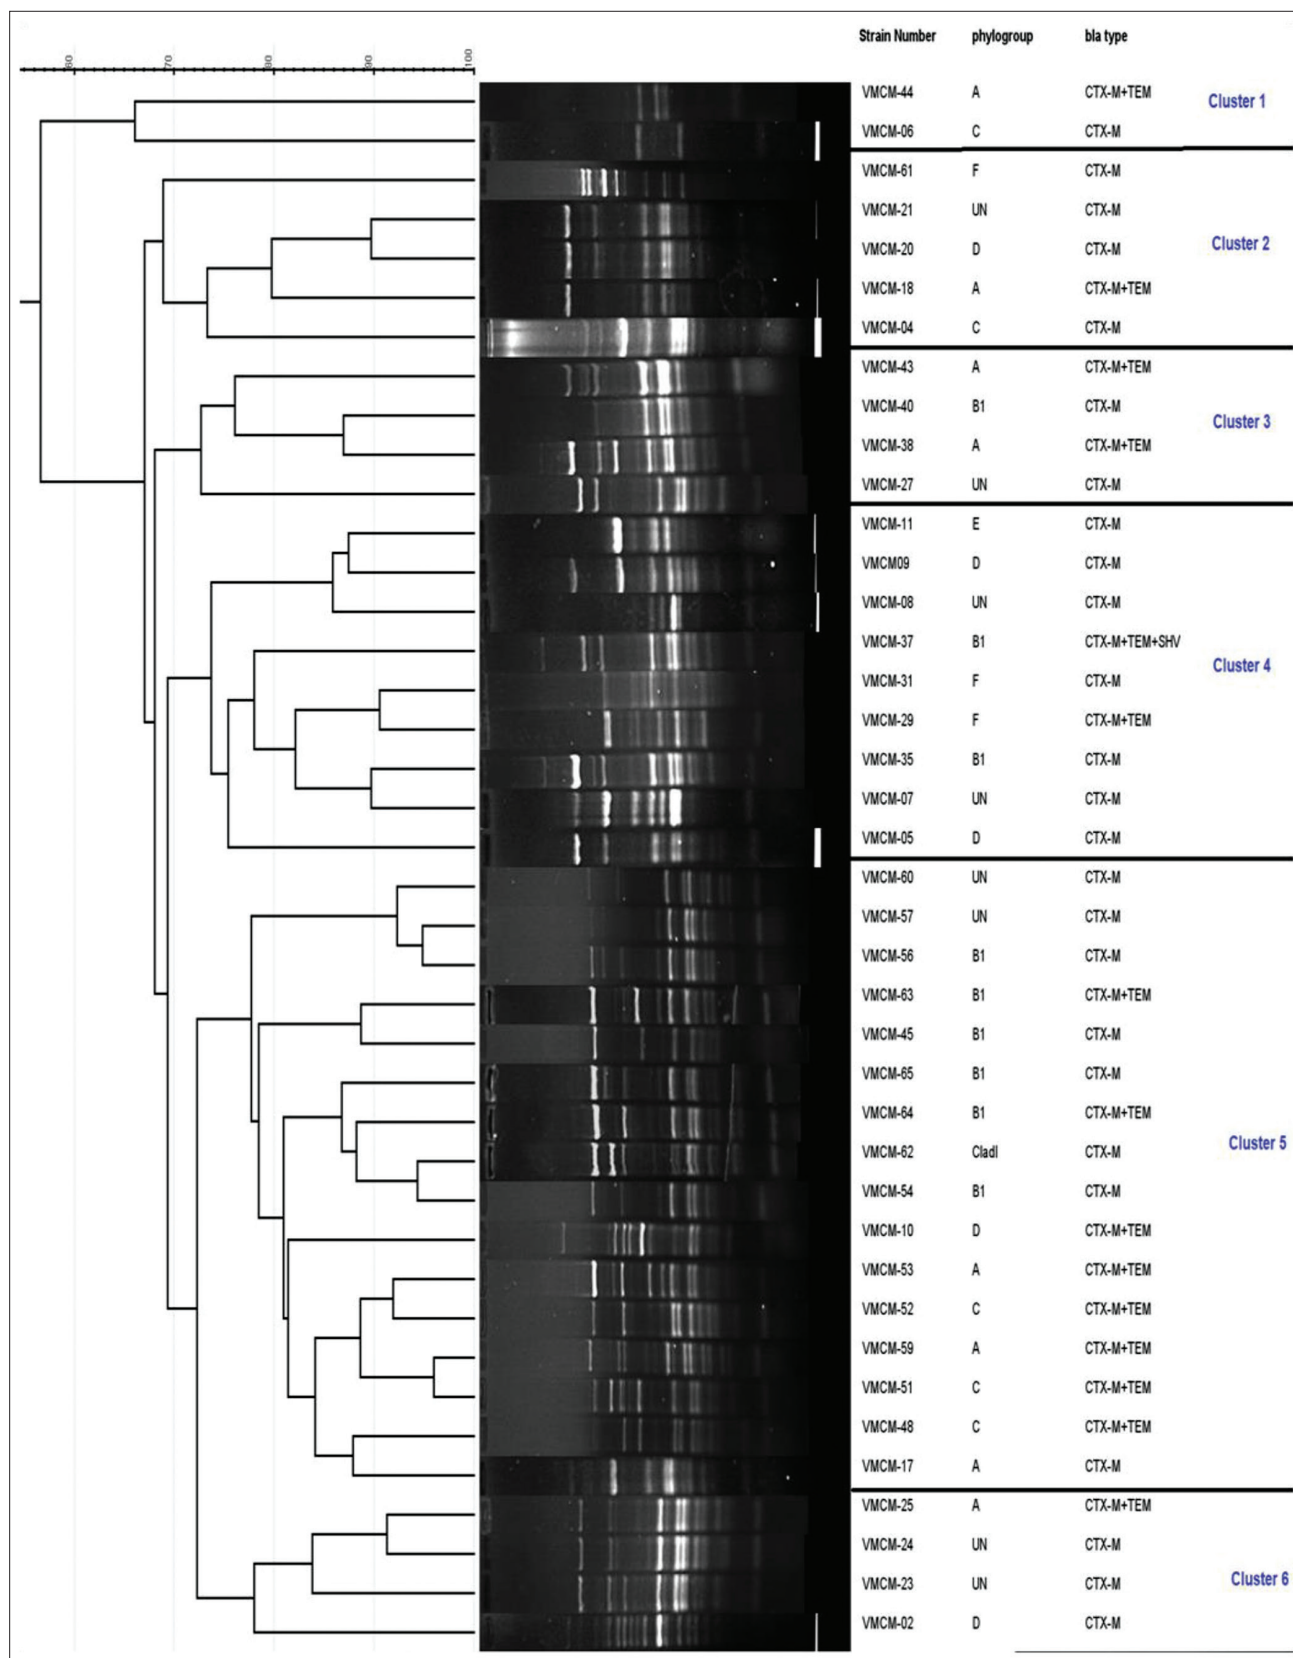 60 70 80 90 100
Strain Number phylogroup bla type
VMCM-44 A CTX-M+TEM
Cluster 1
VMCM-06 C CTX-M
VMCM-61 F CTX-M
VMCM-21 UN CTX-M
Cluster 2
VMCM-20 D CTX-M
VMCM-18 A CTX-M+TEM
VMCM-04 C CTX-M
VMCM-43 A CTX-M+TEM
VMCM-40 B1 CTX-M
Cluster 3
VMCM-38 A CTX-M+TEM
VMCM-27 UN CTX-M
VMCM-11 E CTX-M
VMCM09 D CTX-M
VMCM-08 UN CTX-M
VMCM-37 B1 CTX-M+TEM+SHV
Cluster 4
VMCM-31 F CTX-M
VMCM-29 F CTX-M+TEM
VMCM-35 B1 CTX-M
VMCM-07 UN CTX-M
VMCM-05 D CTX-M
VMCM-60 UN CTX-M
VMCM-57 UN CTX-M
VMCM-56 B1 CTX-M
VMCM-63 B1 CTX-M+TEM
VMCM-45 B1 CTX-M
VMCM-65 B1 CTX-M
VMCM-64 B1 CTX-M+TEM
Cluster 5
VMCM-62 CladI CTX-M
VMCM-54 B1 CTX-M
VMCM-10 D CTX-M+TEM
VMCM-53 A CTX-M+TEM
VMCM-52 C CTX-M+TEM
VMCM-59 A CTX-M+TEM
VMCM-51 C CTX-M+TEM
VMCM-48 C CTX-M+TEM
VMCM-17 A CTX-M
VMCM-25 A CTX-M+TEM
VMCM-24 UN CTX-M
Cluster 6
VMCM-23 UN CTX-M
VMCM-02 D CTX-M